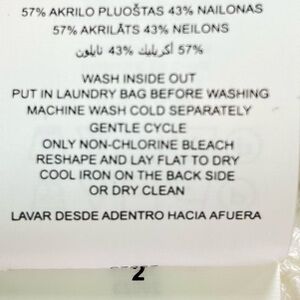 57% AKRILO PLUOŠTAS 43% NAILONAS
57% AKRILĀTS 43% NEILONS
57% أكريليك 43% نايلون
WASH INSIDE OUT
PUT IN LAUNDRY BAG BEFORE WASHING
MACHINE WASH COLD SEPARATELY
GENTLE CYCLE
ONLY NON-CHLORINE BLEACH
RESHAPE AND LAY FLAT TO DRY
COOL IRON ON THE BACK SIDE
OR DRY CLEAN
LAVAR DESDE ADENTRO HACIA AFUERA
2